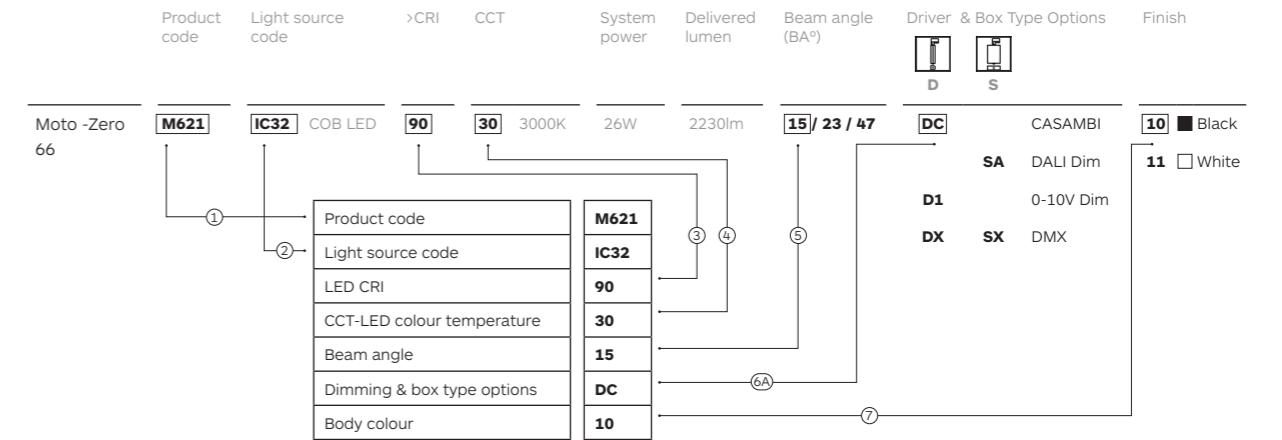 Product Light source >CRI CCT System Delivered Beam angle Driver & Box Type Options Finish
code code power lumen (BA°)
D S
Moto -Zero M621 IC32 COB LED 90 30 3000K 26W 2230lm 15 / 23 / 47 DC CASAMBI 10 Black
66 SA DALI Dim 11 White
D1 0-10V Dim
DX SX DMX
1 Product code M621
2 Light source code IC32
3 4 5
LED CRI 90
CCT-LED colour temperature 30
Beam angle 15
Dimming & box type options DC 6A
Body colour 10 7